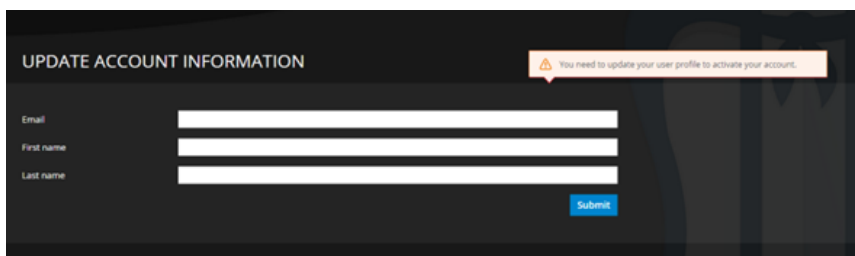 UPDATE ACCOUNT INFORMATION
You need to update your user profile to activate your account.
Email
First name
Last name
Submit